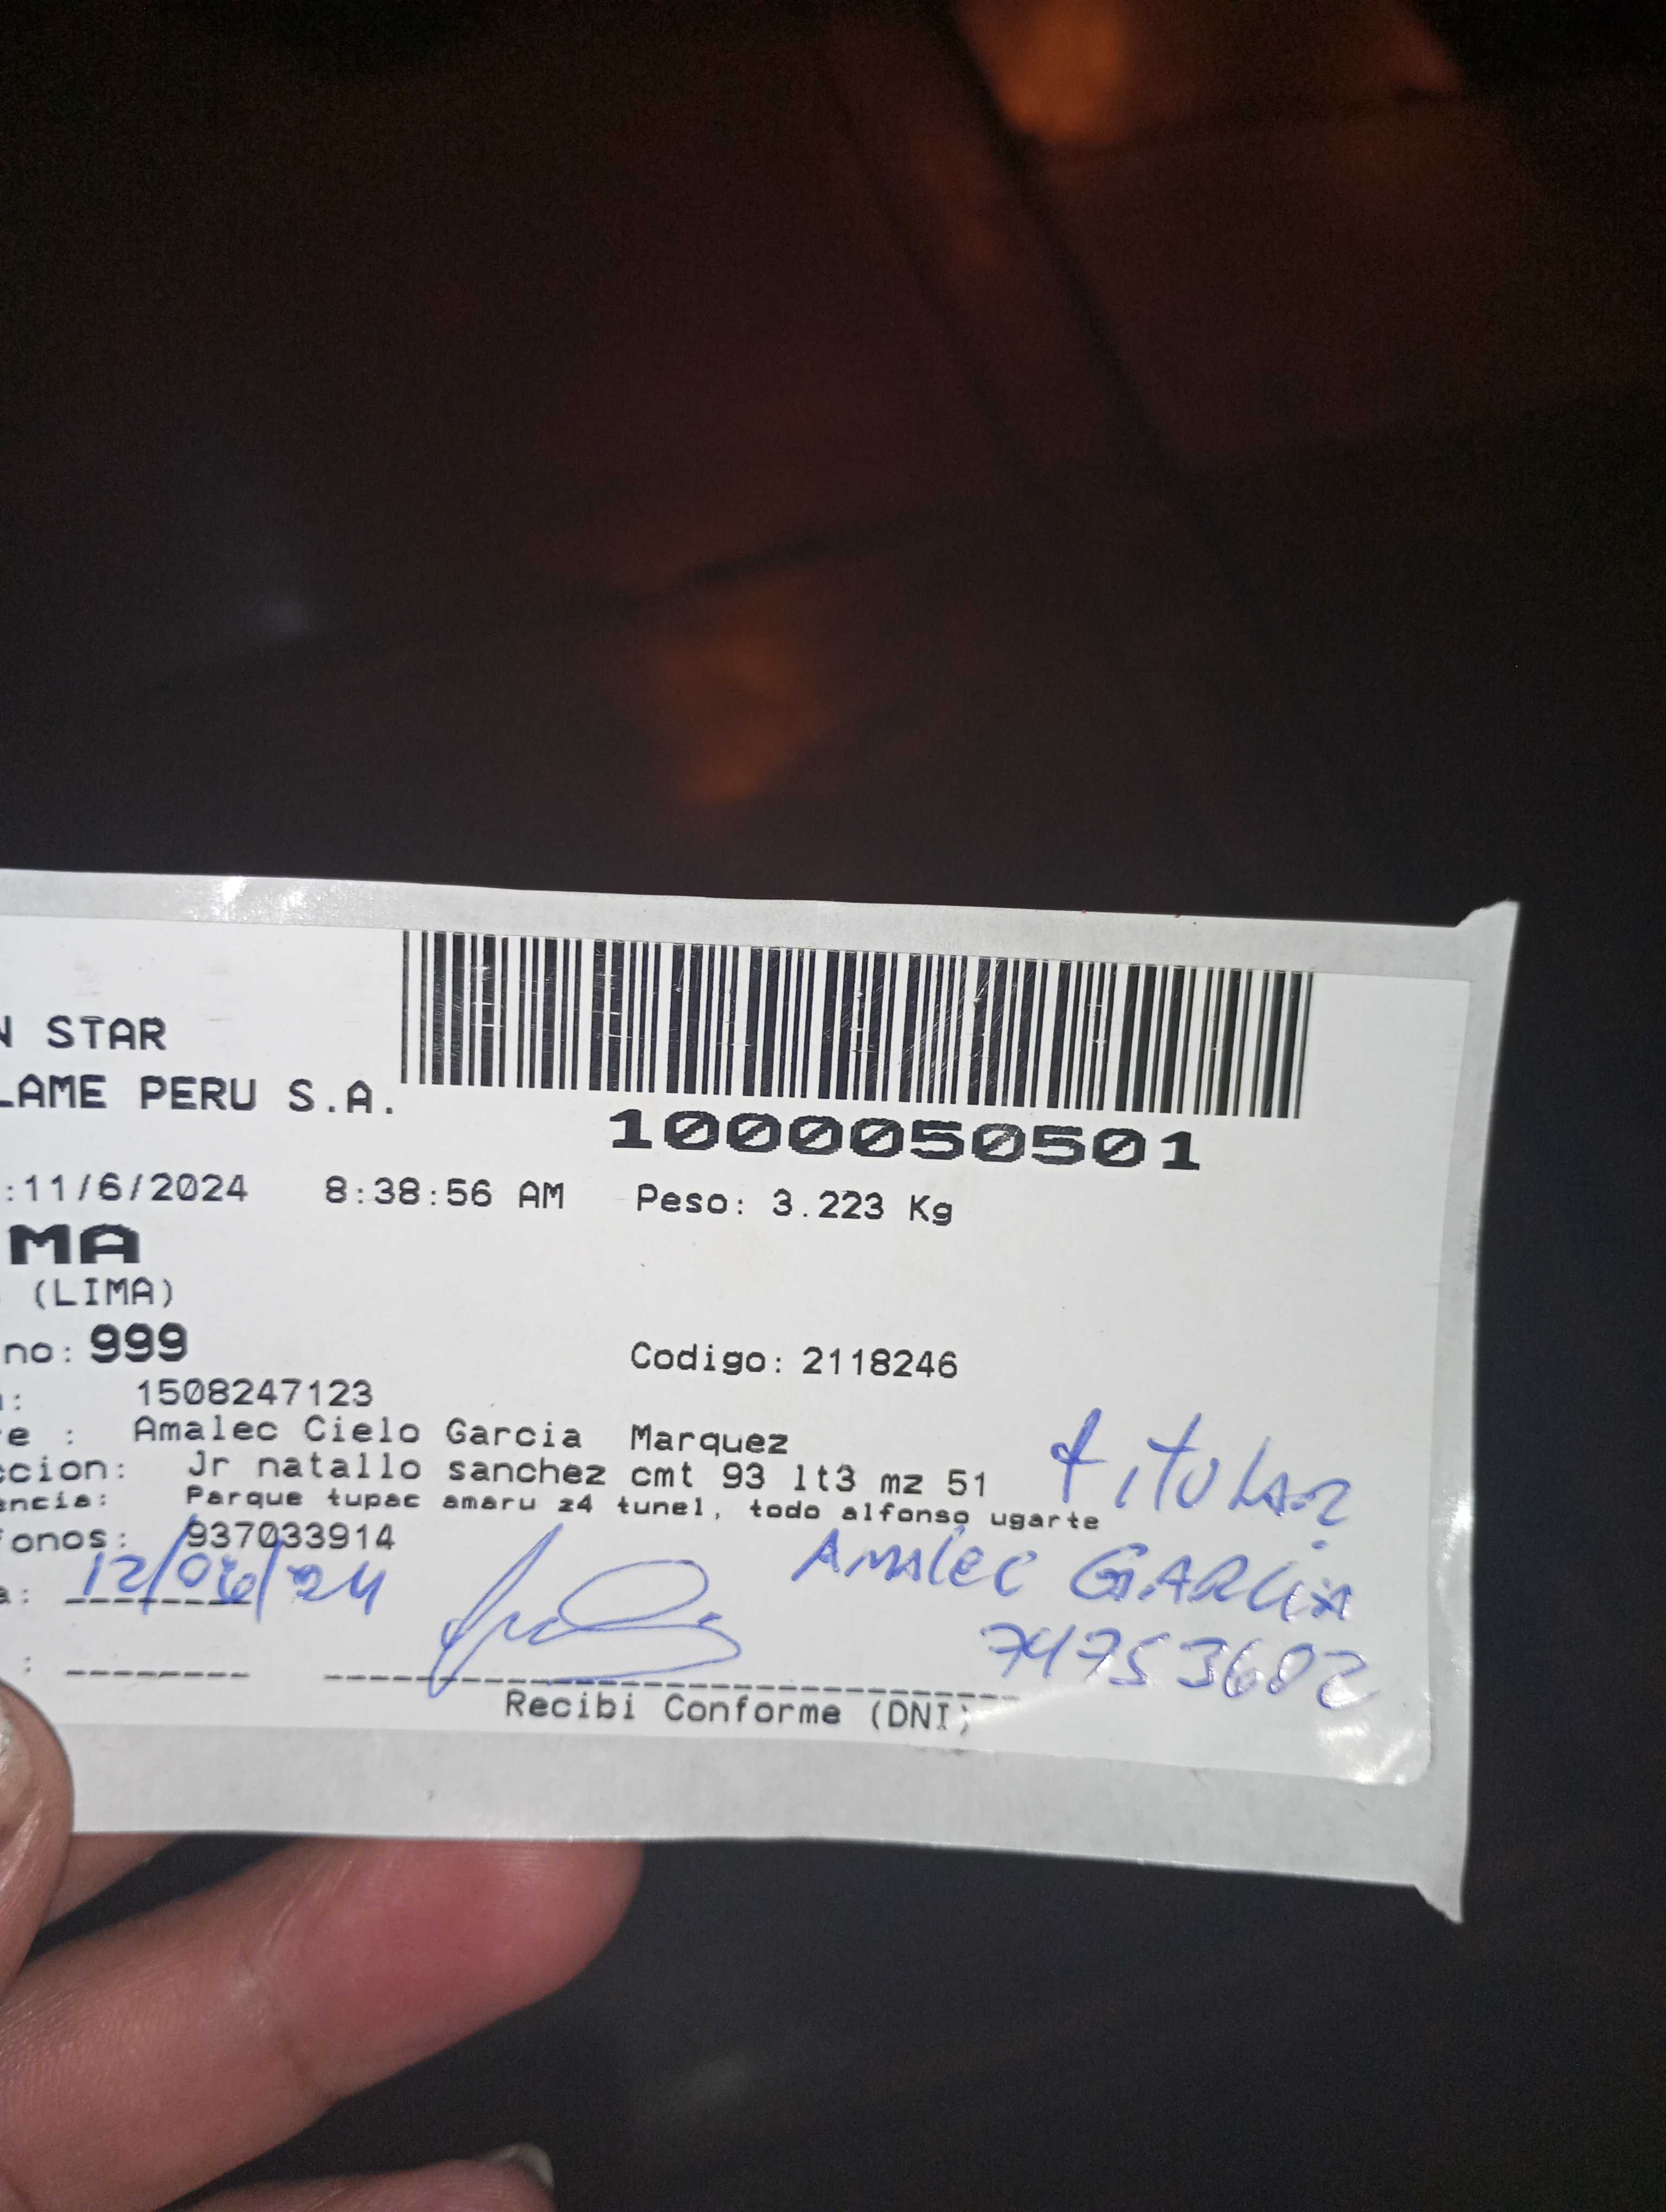 N STAR
LAME PERU S.A.
1000050501
:11/6/2024 8:38:56 AM Peso: 3.223 Kg
MA
(LIMA)
no: 999 Codigo: 2118246
: 1508247123
e : Amalec Cielo Garcia Marquez
ccion: Jr natallo sanchez cmt 93 lt3 mz 51
encia: Parque tupac amaru z4 tunel, todo alfonso ugarte
fonos: 937033914
titular
a: 12/06/24
Amalec GARCIA
74753602
Recibi Conforme (DNI)